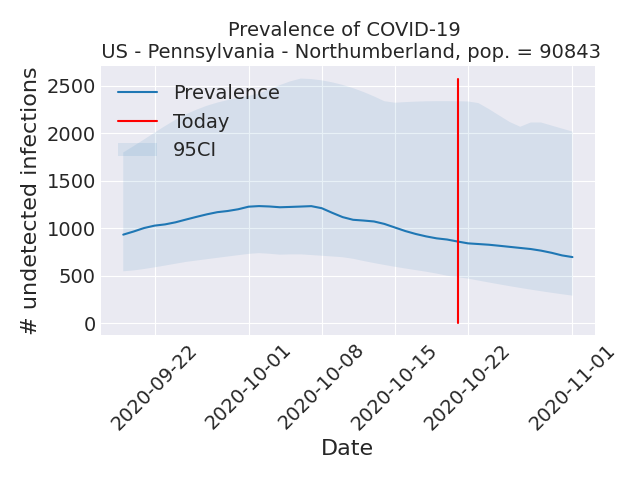 Prevalence of COVID-19
US - Pennsylvania - Northumberland, pop. = 90843
# undetected infections
2500
2000
1500
1000
500
0
Prevalence
Today
95CI
2020-09-22
2020-10-01
2020-10-08
2020-10-15
2020-10-22
2020-11-01
Date